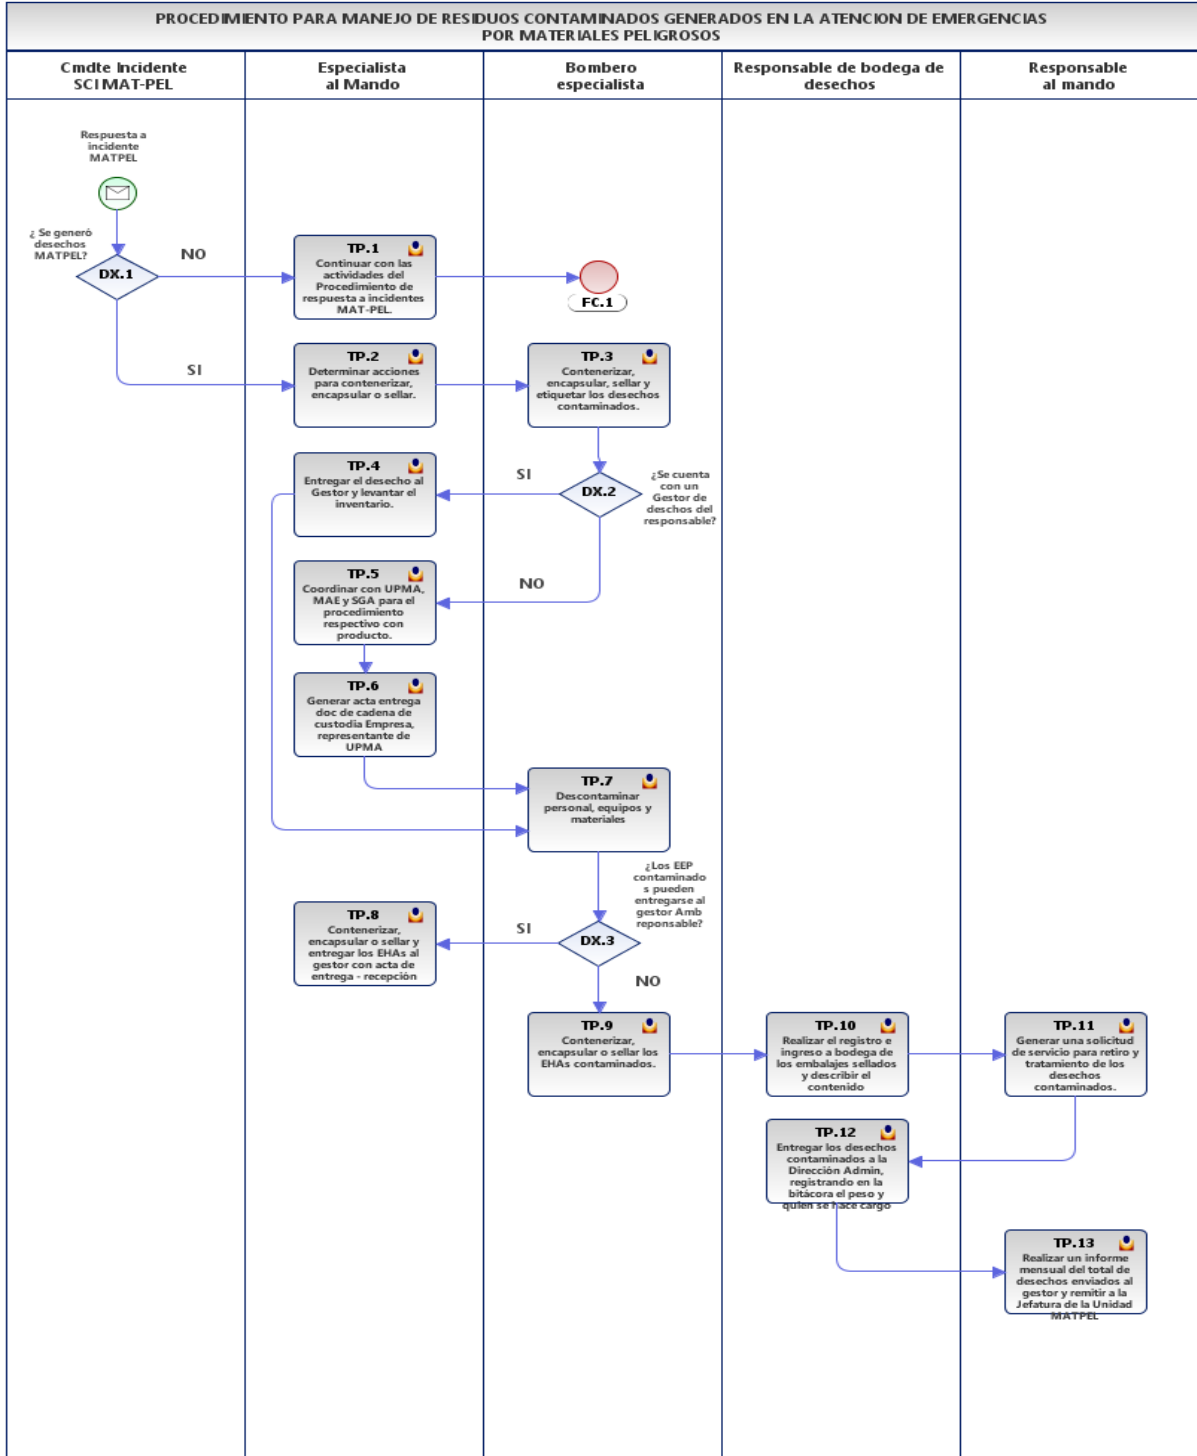 PROCEDIMIENTO PARA MANEJO DE RESIDUOS CONTAMINADOS GENERADOS EN LA ATENCION DE EMERGENCIAS
POR MATERIALES PELIGROSOS
Cmdte Incidente
SCI MAT-PEL
Especialista
al Mando
Bombero
especialista
Responsable de bodega de
desechos
Responsable
al mando
Respuesta a
incidente
MATPEL
¿ Se generó
desechos
MATPEL?
DX.1
NO
TP.1
Continuar con las
actividades del
Procedimiento de
respuesta a incidentes
MAT-PEL.
FC.1
SI
TP.2
Determinar acciones
para contenerizar,
encapsular o sellar.
TP.3
Contenerizar,
encapsular, sellar y
etiquetar los desechos
contaminados.
TP.4
Entregar el desecho al
Gestor y levantar el
inventario.
SI
DX.2
¿Se cuenta
con un
Gestor de
deschos del
responsable?
NO
TP.5
Coordinar con UPMA,
MAE y SGA para el
procedimiento
respectivo con
producto.
TP.6
Generar acta entrega
doc de cadena de
custodia Empresa,
representante de
UPMA
TP.7
Descontaminar
personal, equipos y
materiales
¿Los EEP
contaminado
s pueden
entregarse al
gestor Amb
reponsable?
TP.8
Contenerizar,
encapsular o sellar y
entregar los EHAs al
gestor con acta de
entrega - recepción
SI
DX.3
NO
TP.9
Contenerizar,
encapsular o sellar los
EHAs contaminados.
TP.10
Realizar el registro e
ingreso a bodega de
los embalajes sellados
y describir el
contenido
TP.11
Generar una solicitud
de servicio para retiro y
tratamiento de los
desechos
contaminados.
TP.12
Entregar los desechos
contaminados a la
Dirección Admin,
registrando en la
bitácora el peso y
quien se hace cargo
TP.13
Realizar un informe
mensual del total de
desechos enviados al
gestor y remitir a la
Jefatura de la Unidad
MATPEL